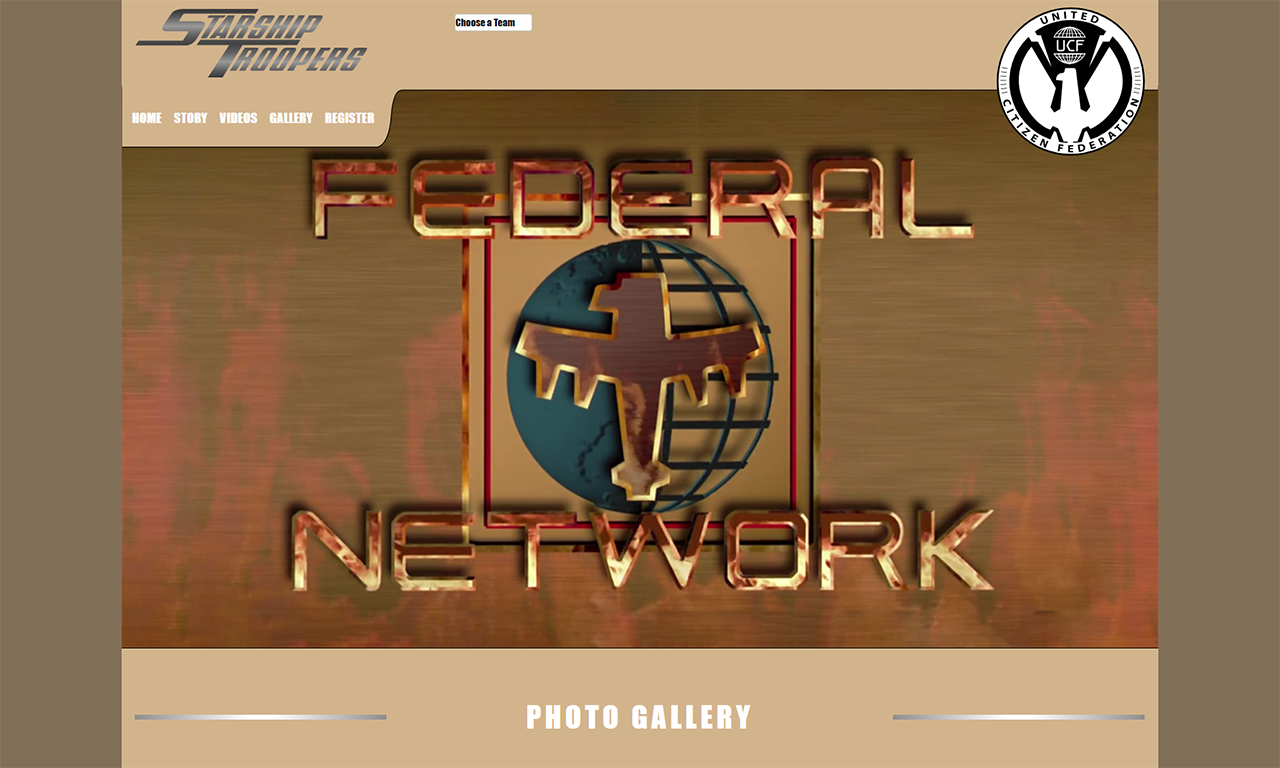 STARSHIP
TROOPERS
Choose a Team
UNITED
UCF
CITIZEN FEDERATION
HOME STORY VIDEOS GALLERY REGISTER
FEDERAL
NETWORK
PHOTO GALLERY